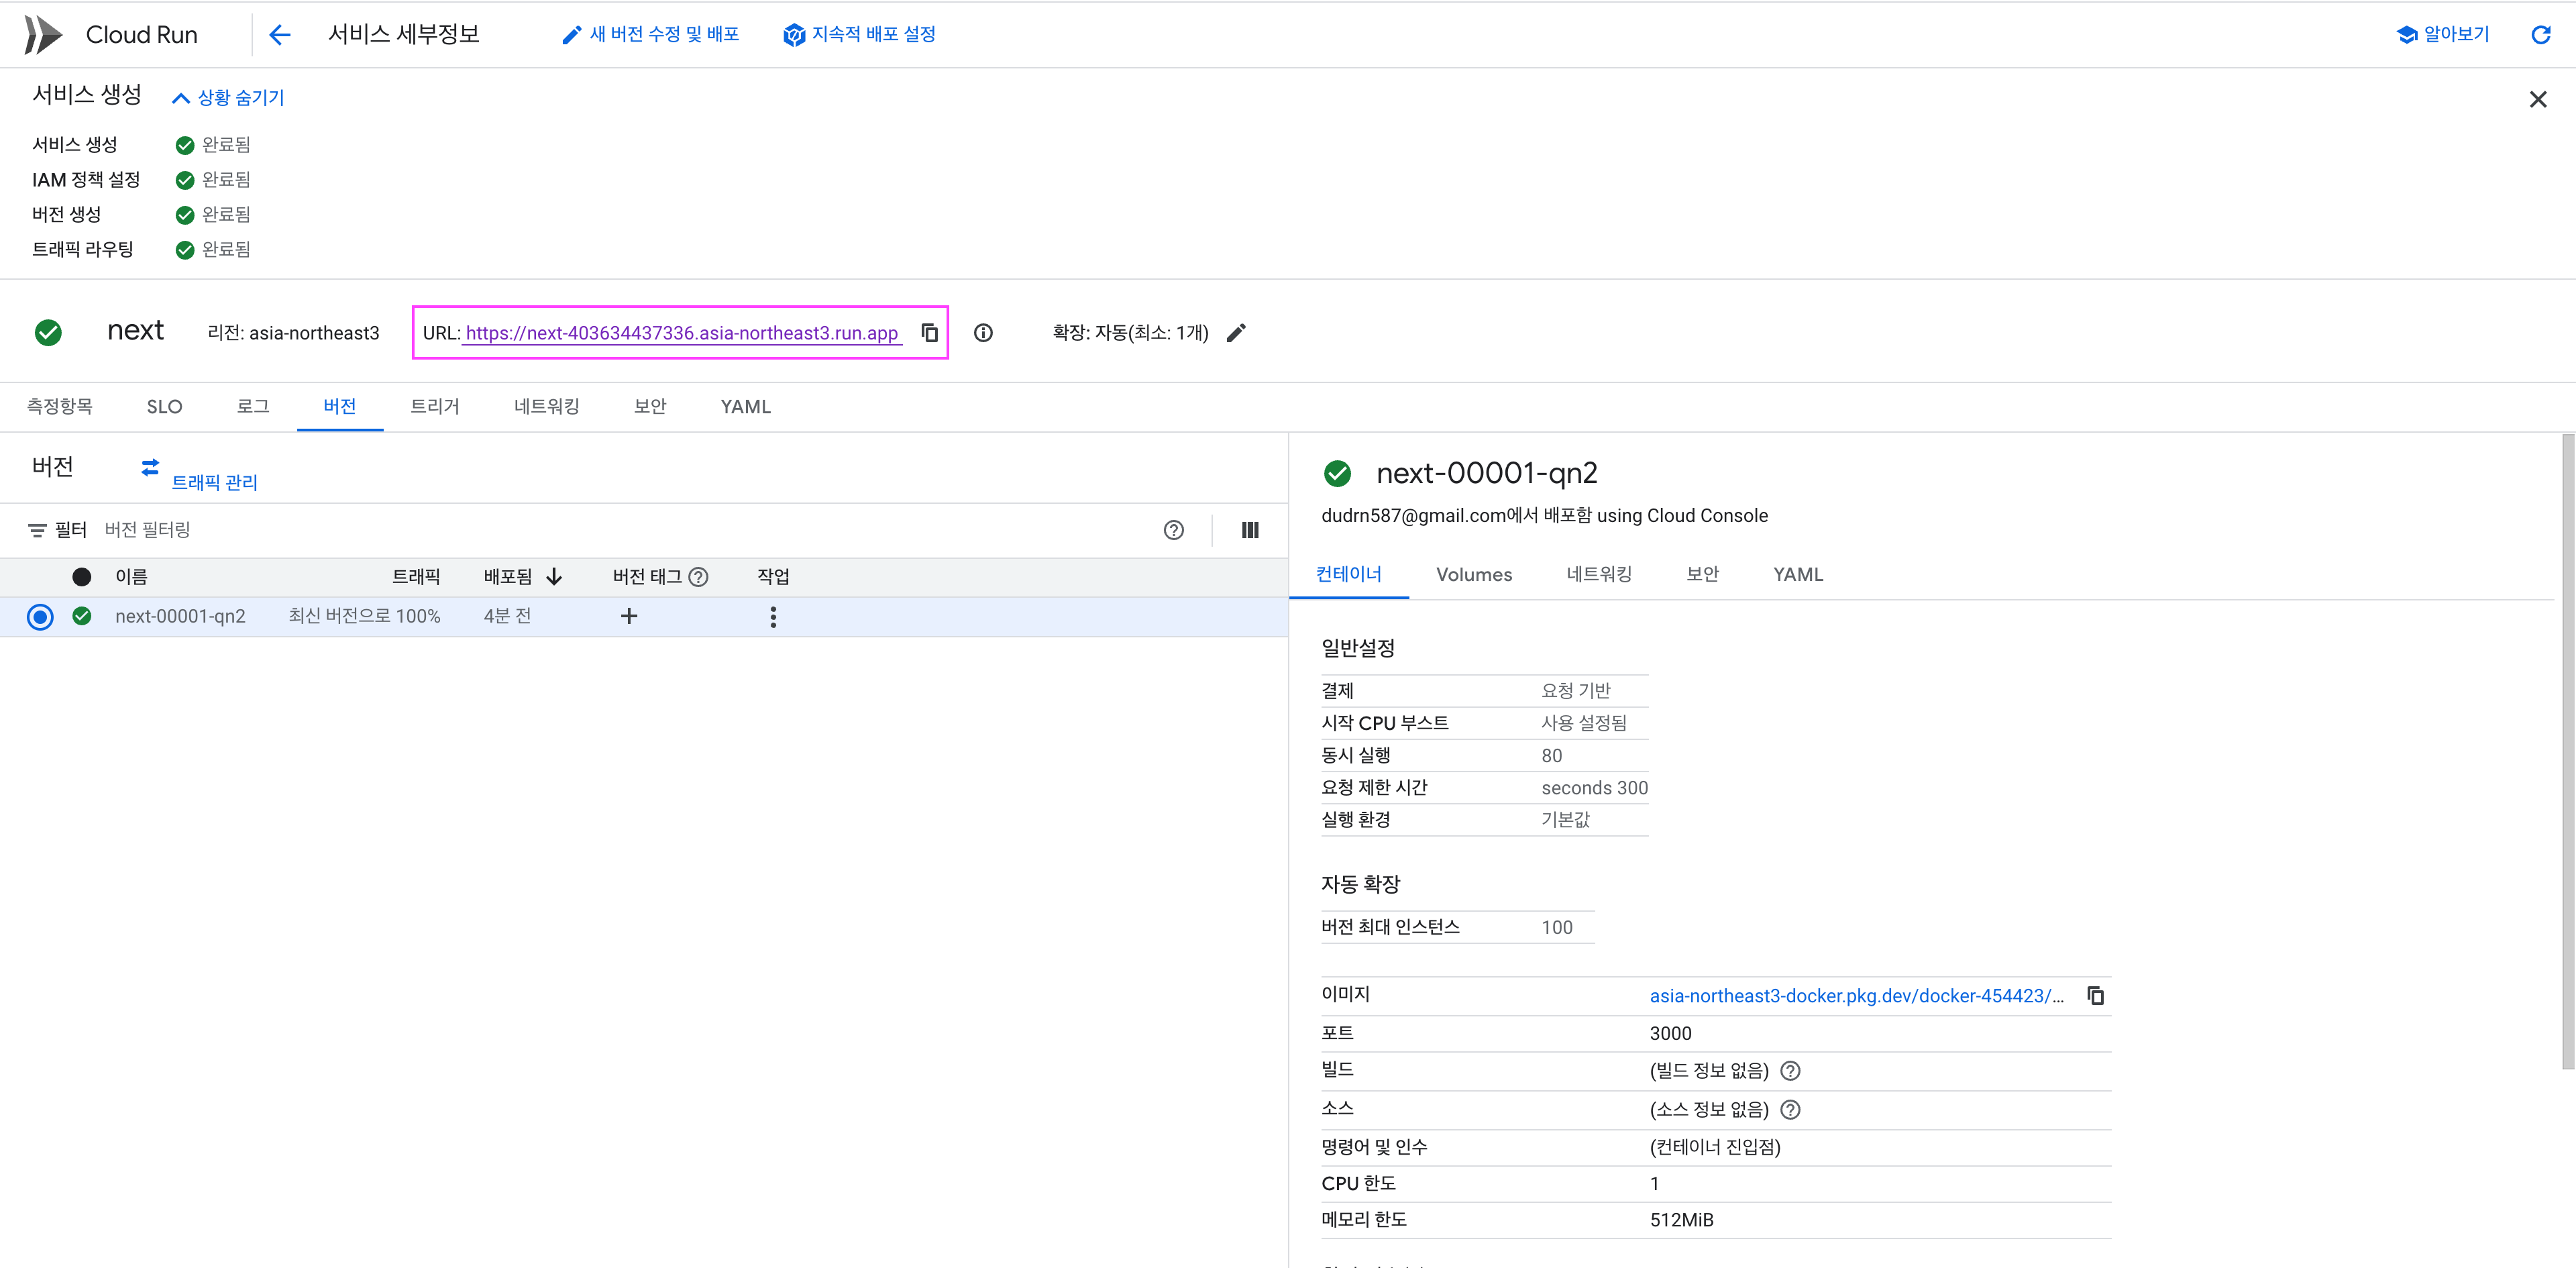 Cloud Run
서비스 세부정보
새 버전 수정 및 배포
지속적 배포 설정
알아보기
서비스 생성
상황 숨기기
서비스 생성 완료됨
IAM 정책 설정 완료됨
버전 생성 완료됨
트래픽 라우팅 완료됨
next 리전: asia-northeast3 URL: https://next-403634437336.asia-northeast3.run.app 확장: 자동(최소: 1개)
측정항목 SLO 로그 버전 트리거 네트워킹 보안 YAML
버전
트래픽 관리
필터 버전 필터링
이름 트래픽 배포됨 버전 태그 작업
next-00001-qn2 최신 버전으로 100% 4분 전
next-00001-qn2
dudrn587@gmail.com에서 배포함 using Cloud Console
컨테이너 Volumes 네트워킹 보안 YAML
일반설정
결제 요청 기반
시작 CPU 부스트 사용 설정됨
동시 실행 80
요청 제한 시간 seconds 300
실행 환경 기본값
자동 확장
버전 최대 인스턴스 100
이미지 asia-northeast3-docker.pkg.dev/docker-454423/...
포트 3000
빌드 (빌드 정보 없음)
소스 (소스 정보 없음)
명령어 및 인수 (컨테이너 진입점)
CPU 한도 1
메모리 한도 512MiB